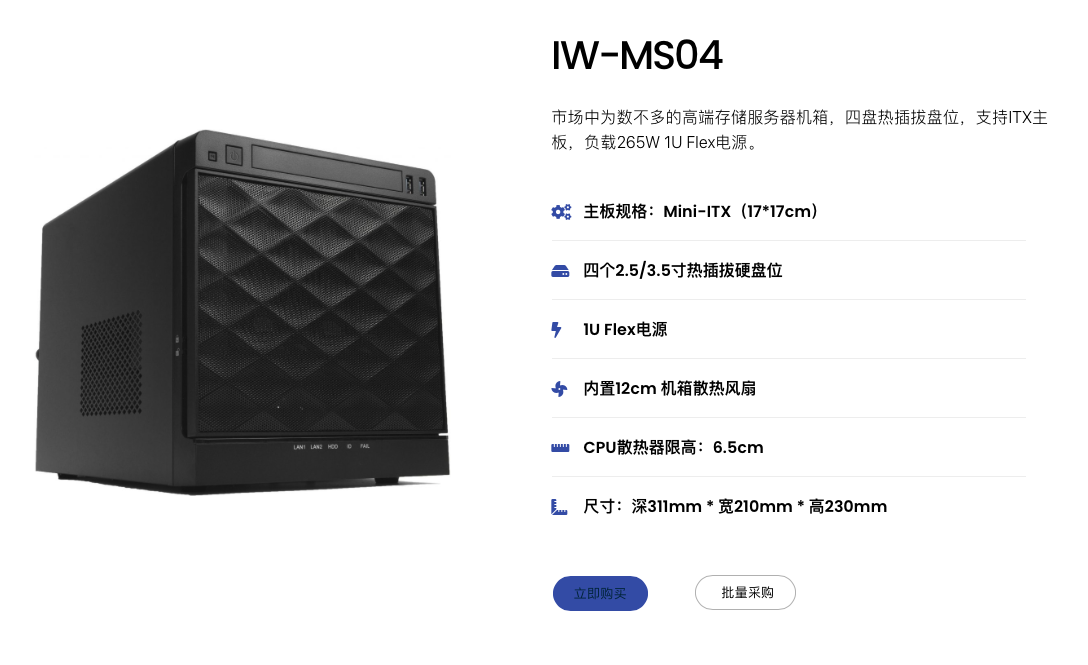 IW-MS04
市场中为数不多的高端存储服务器机箱，四盘热插拔盘位，支持ITX主
板，负载265W 1U Flex电源。
主板规格：Mini-ITX（17*17cm）
四个2.5/3.5寸热插拔硬盘位
1U Flex电源
内置12cm 机箱散热风扇
LAN1 LAN2 HDD ID FAIL
CPU散热器限高：6.5cm
尺寸：深311mm * 宽210mm * 高230mm
立即购买
批量采购